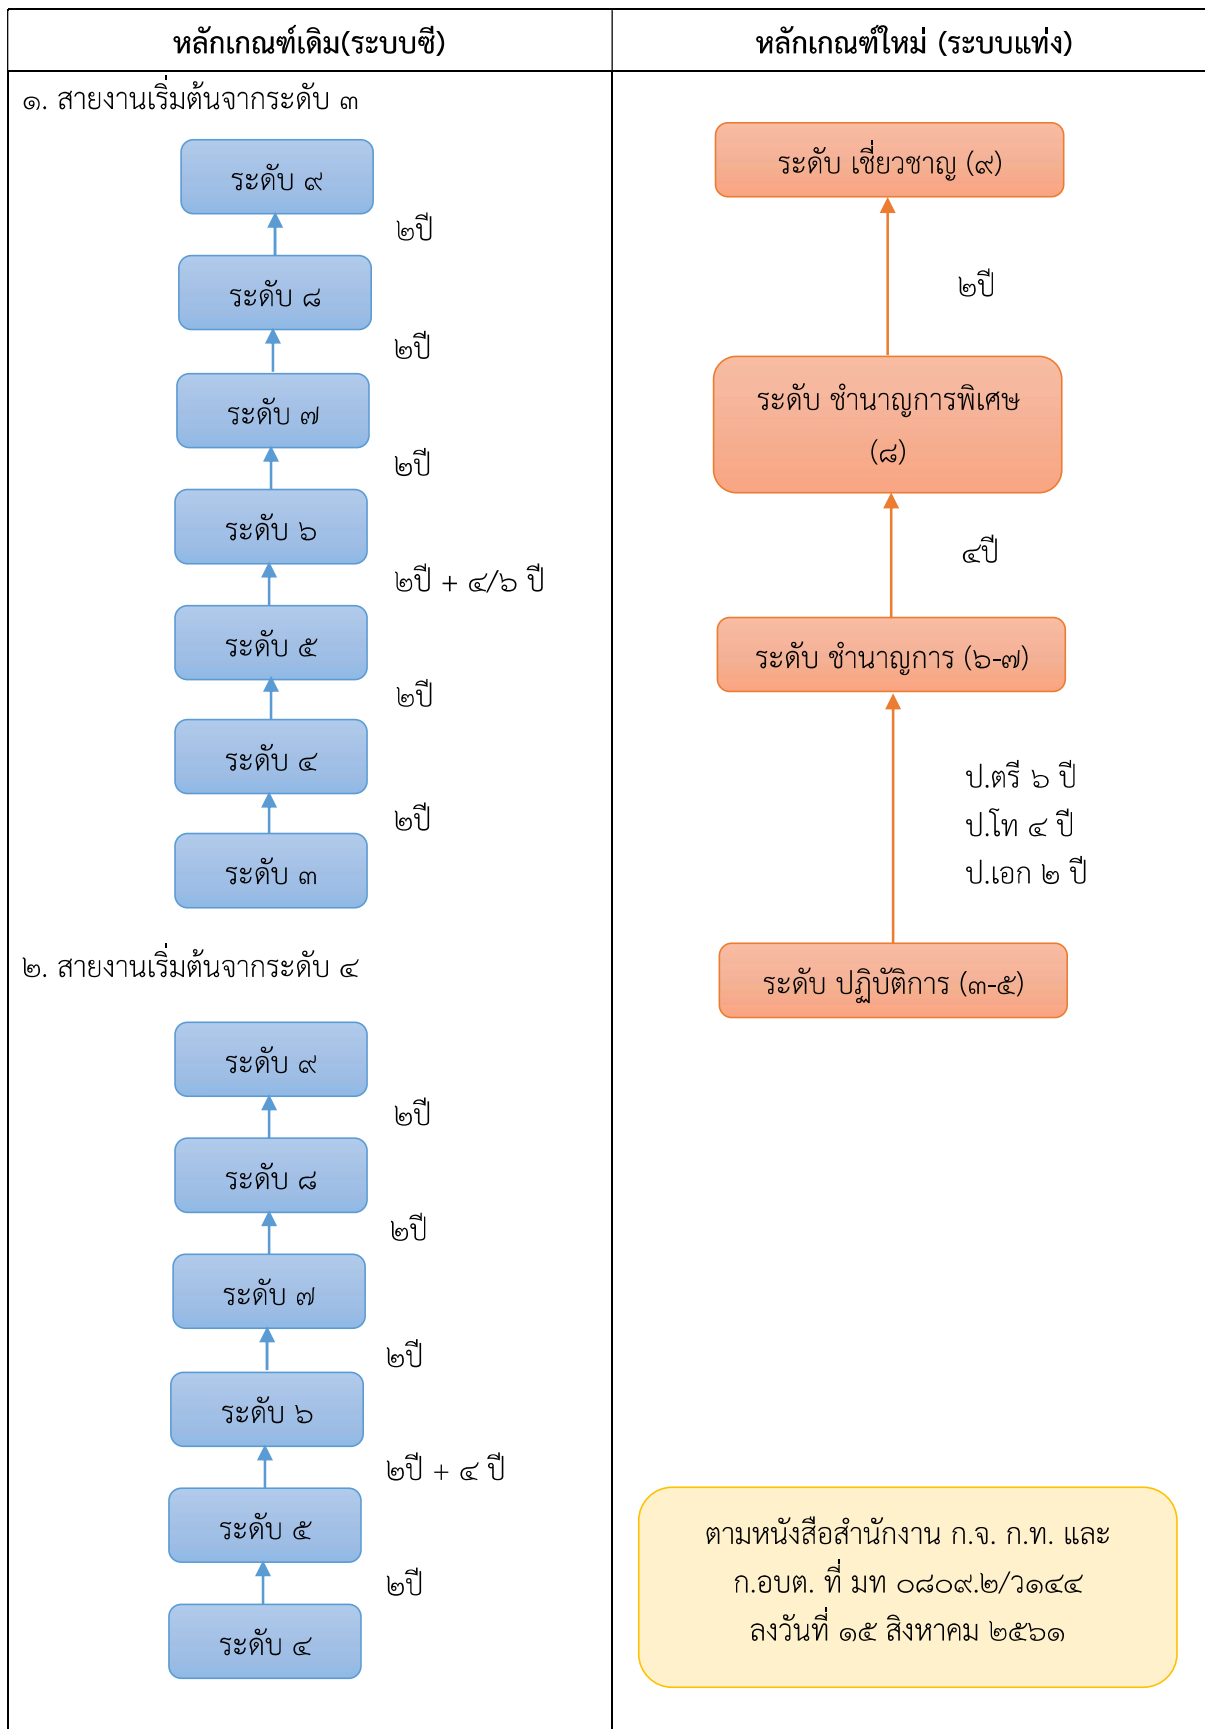 หลักเกณฑ์เดิม(ระบบซี)
๑. สายงานเริ่มต้นจากระดับ ๓
ระดับ ๙
๒ปี
ระดับ ๘
๒ปี
ระดับ ๗
๒ปี
ระดับ ๖
๒ปี + ๔/๖ ปี
ระดับ ๕
๒ปี
ระดับ ๔
๒ปี
ระดับ ๓
๒. สายงานเริ่มต้นจากระดับ ๔
ระดับ ๙
๒ปี
ระดับ ๘
๒ปี
ระดับ ๗
๒ปี
ระดับ ๖
๒ปี + ๔ ปี
ระดับ ๕
๒ปี
ระดับ ๔
หลักเกณฑ์ใหม่ (ระบบแท่ง)
ระดับ เชี่ยวชาญ (๙)
๒ปี
ระดับ ชำนาญการพิเศษ
(๘)
๔ปี
ระดับ ชำนาญการ (๖-๗)
ป.ตรี ๖ ปี
ป.โท ๔ ปี
ป.เอก ๒ ปี
ระดับ ปฏิบัติการ (๓-๕)
ตามหนังสือสำนักงาน ก.จ. ก.ท. และ
ก.อบต. ที่ มท ๐๘๐๙.๒/ว๑๔๔
ลงวันที่ ๑๕ สิงหาคม ๒๕๖๑